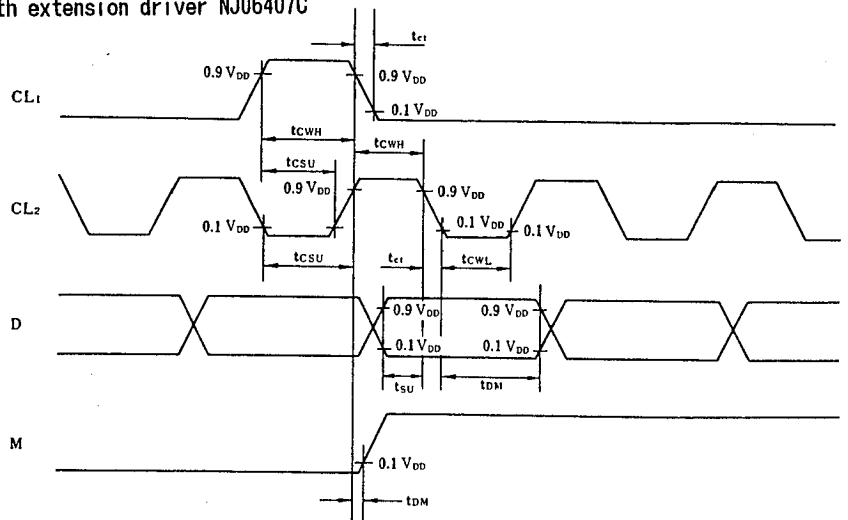 th extension driver NJU6407C
tct
0.9 VDD
0.9 VDD
CL1
0.1 VDD
tCWH
tCWH
tCSU
0.9 VDD
0.9 VDD
CL2
0.1 VDD
0.1 VDD
0.1 VDD
tCSU
tct
tCWL
0.9 VDD
0.9 VDD
D
0.1 VDD
0.1 VDD
tSU
tDM
M
0.1 VDD
tDM